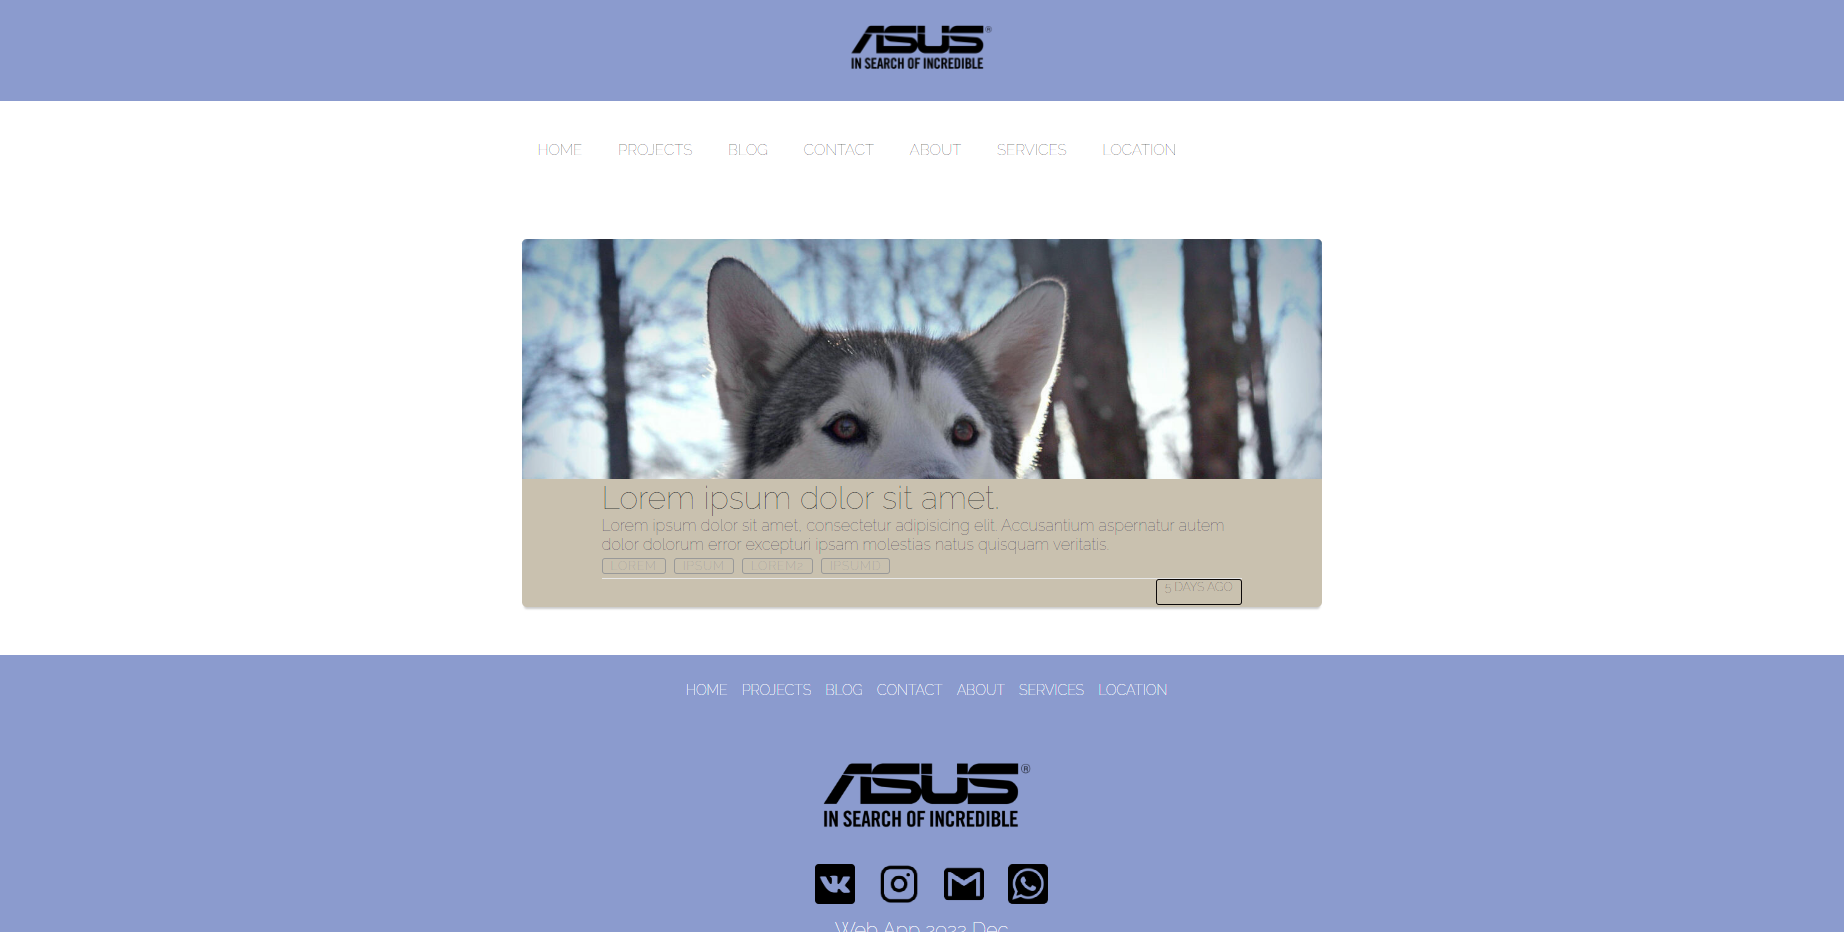 ASUS®
IN SEARCH OF INCREDIBLE
HOME PROJECTS BLOG CONTACT ABOUT SERVICES LOCATION
Lorem ipsum dolor sit amet.
Lorem ipsum dolor sit amet, consectetur adipisicing elit. Accusantium aspernatur autem
dolor dolorum error excepturi ipsam molestias natus quisquam veritatis.
LOREM IPSUM LOREM2 IPSUMD
5 DAYS AGO
HOME PROJECTS BLOG CONTACT ABOUT SERVICES LOCATION
ASUS®
IN SEARCH OF INCREDIBLE
Web App 2022 Dec